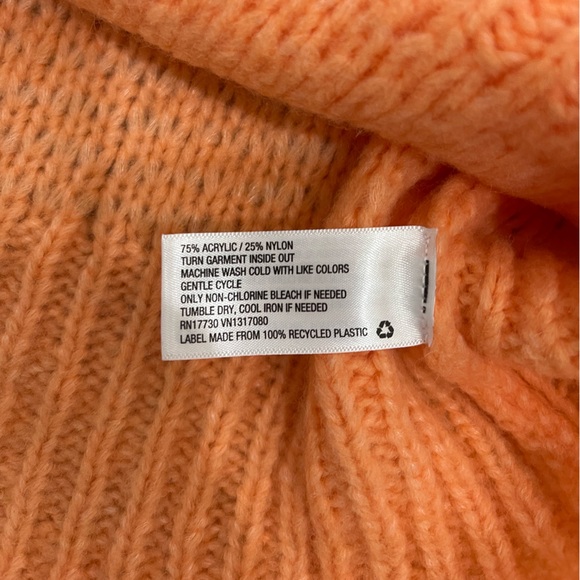 75% ACRYLIC / 25% NYLON
TURN GARMENT INSIDE OUT
MACHINE WASH COLD WITH LIKE COLORS
GENTLE CYCLE
ONLY NON-CHLORINE BLEACH IF NEEDED
TUMBLE DRY, COOL IRON IF NEEDED
RN17730 VN1317080
LABEL MADE FROM 100% RECYCLED PLASTIC